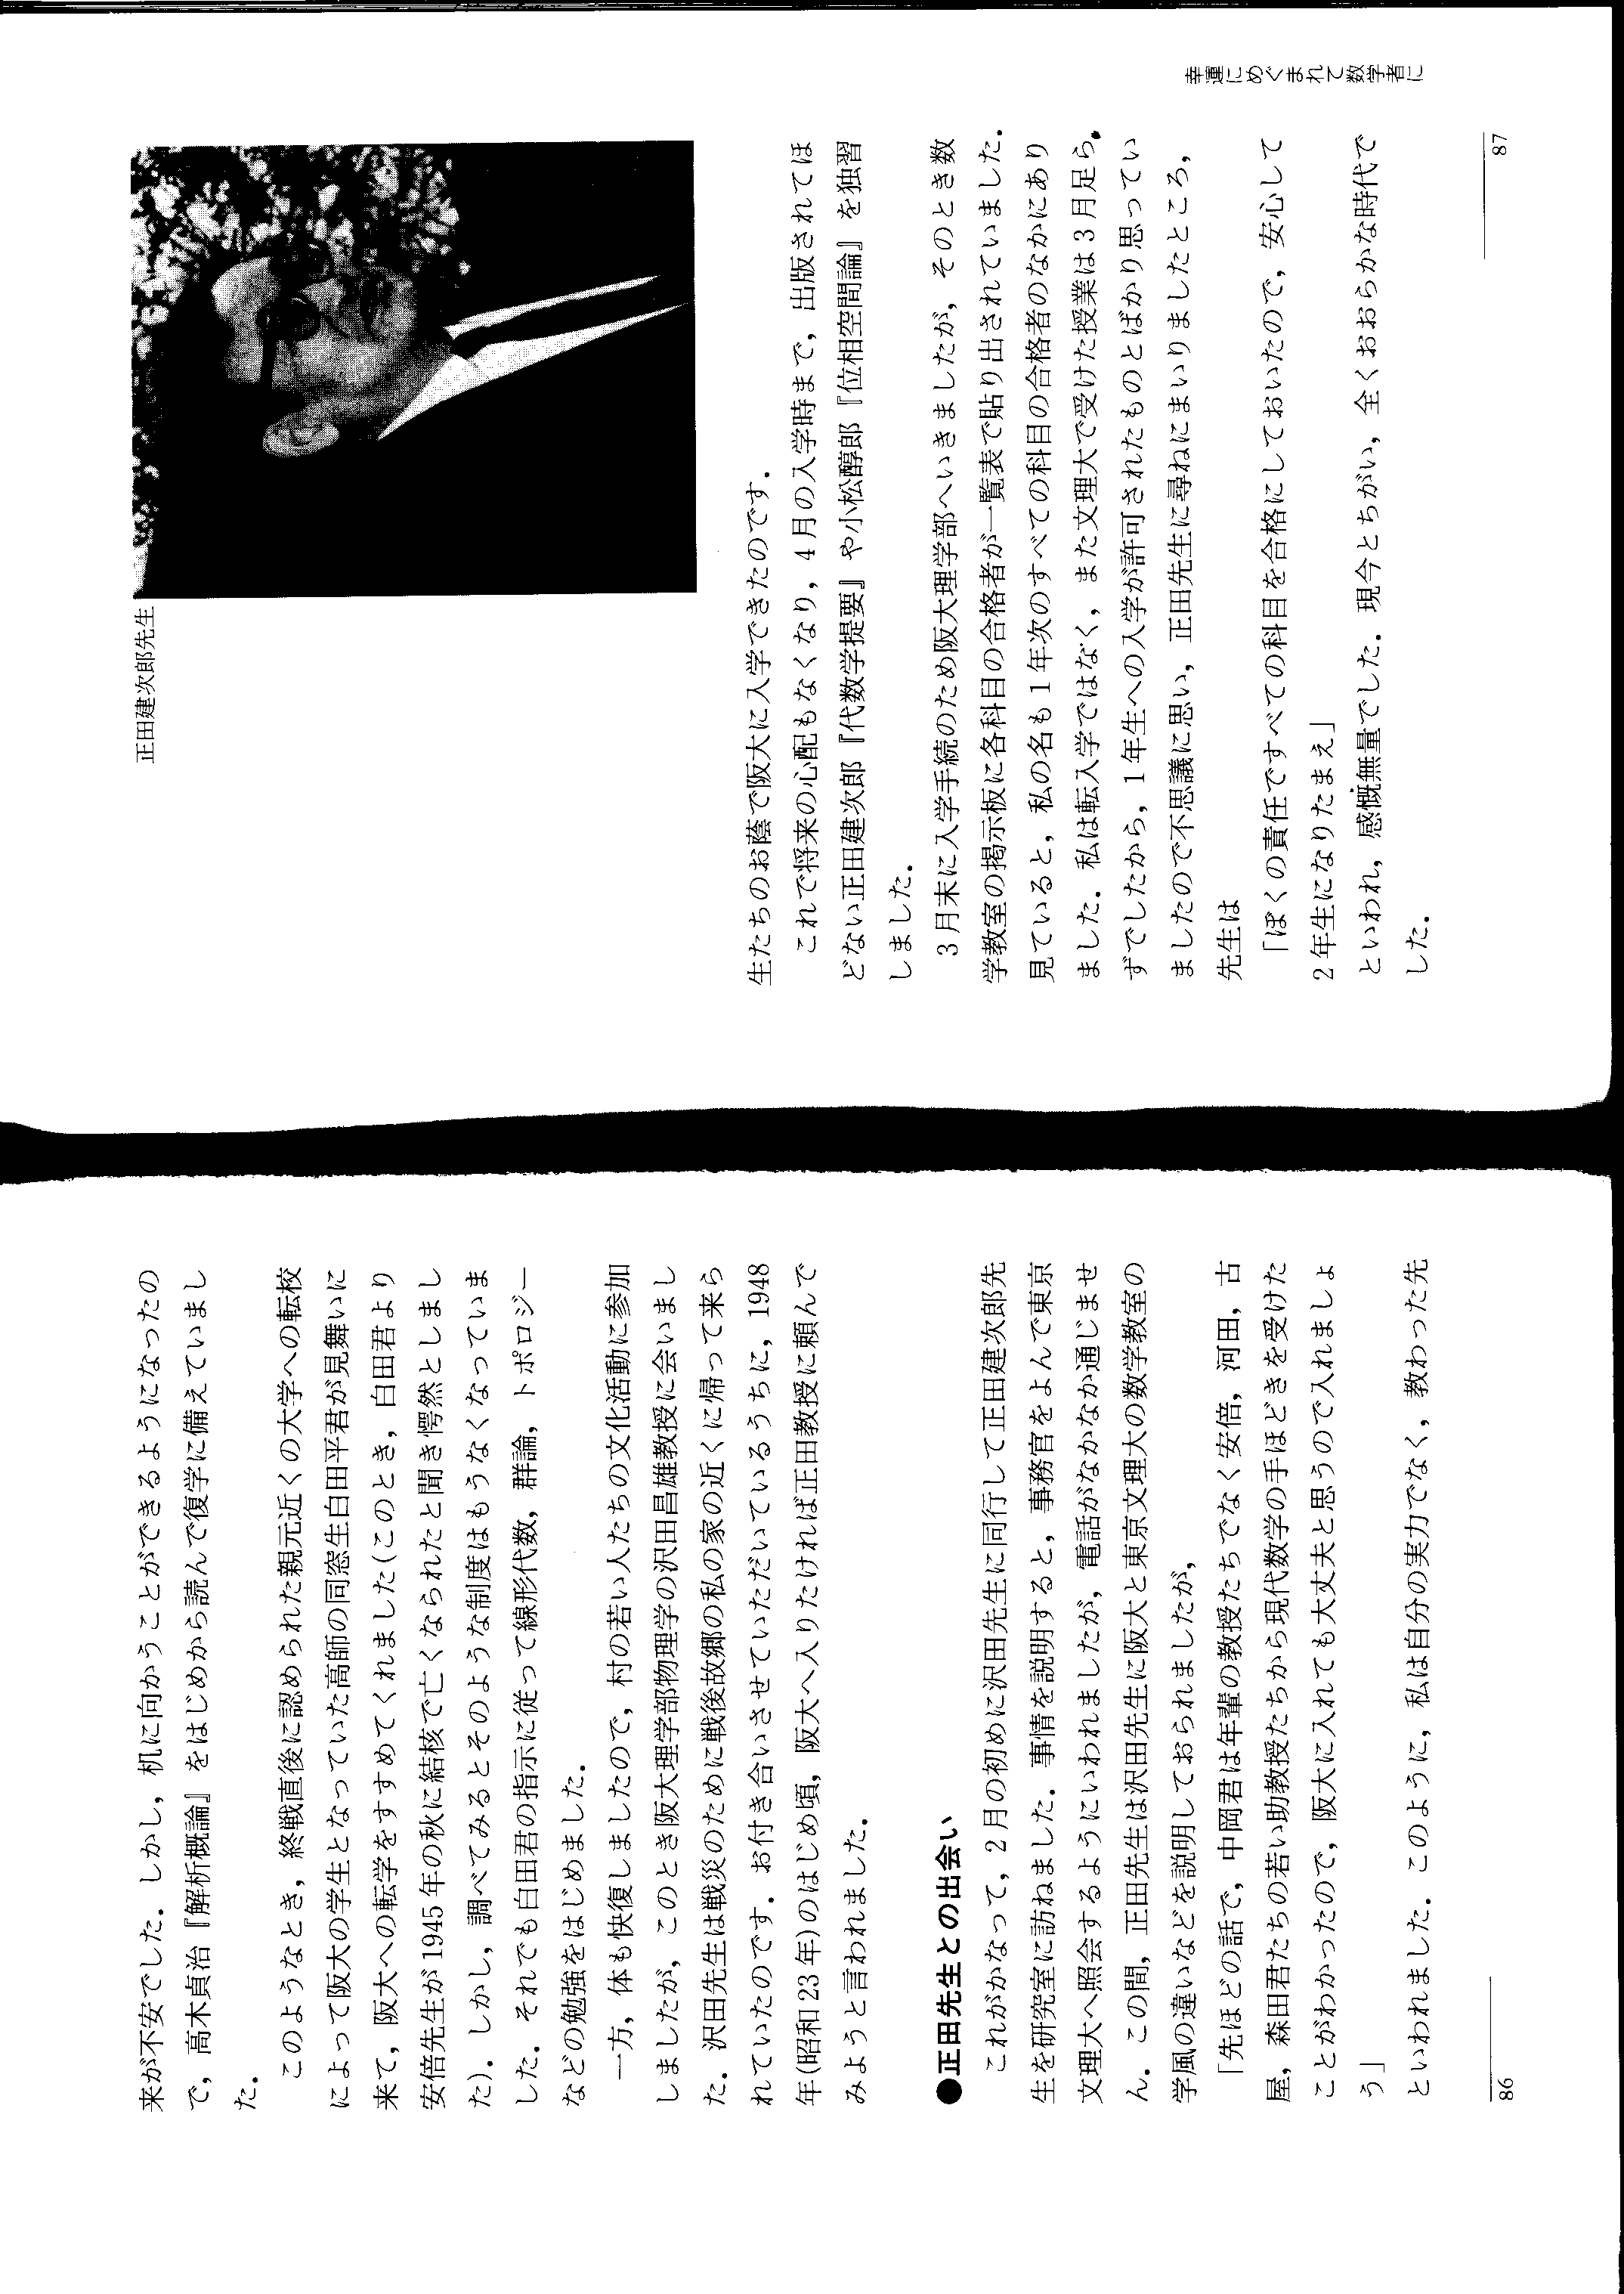 来が不安でした．しかし，机に向かうことができるようになったの
で，高木貞治『解析概論』をはじめから読んで復学に備えていまし
た．
このようなとき，終戦直後に認められた親元近くの大学への転校
によって阪大の学生となっていた高師の同窓生白田平君が見舞いに
来て，阪大への転学をすすめてくれました(このとき，白田君より
安倍先生が1945年の秋に結核で亡くなられたと聞き愕然としまし
た)．しかし，調べてみるとそのような制度はもうなくなっていま
した．それでも白田君の指示に従って線形代数，群論，トポロジー
などの勉強をはじめました．
一方，体も快復しましたので，村の若い人たちの文化活動に参加
しましたが，このとき阪大理学部物理学の沢田昌雄教授に会いまし
た．沢田先生は戦災のために戦後故郷の私の家の近くに帰って来ら
れていたのです．お付き合いさせていただいているうちに，1948
年(昭和23年)のはじめ頃，阪大へ入りたければ正田教授に頼んで
みようと言われました．
●正田先生との出会い
これがかなって，2月の初めに沢田先生に同行して正田建次郎先
生を研究室に訪ねました．事情を説明すると，事務官をよんで東京
文理大へ照会するようにいわれましたが，電話がなかなか通じませ
ん．この間，正田先生は沢田先生に阪大と東京文理大の数学教室の
学風の違いなどを説明しておられましたが，
「先ほどの話で，中岡君は年輩の教授たちでなく安倍，河田，古
屋，森田君たちの若い助教授たちから現代数学の手ほどきを受けた
ことがわかったので，阪大に入れても大丈夫と思うので入れましょ
う」
といわれました．このように，私は自分の実力でなく，教わった先
86
幸運にめぐまれて数学者に
正田建次郎先生
生たちのお蔭で阪大に入学できたのです．
これで将来の心配もなくなり，4月の入学時まで，出版されてほ
どない正田建次郎『代数学提要』や小松醇郎『位相空間論』を独習
しました．
3月末に入学手続のため阪大理学部へいきましたが，そのとき数
学教室の掲示板に各科目の合格者が一覧表で貼り出されていました．
見ていると，私の名も1年次のすべての科目の合格者のなかにあり
ました．私は転入学ではなく，また文理大で受けた授業は3月足ら
ずでしたから，1年生への入学が許可されたものとばかり思ってい
ましたので不思議に思い，正田先生に尋ねにまいりましたところ，
先生は
「ぼくの責任ですべての科目を合格にしておいたので，安心して
2年生になりたまえ」
といわれ，感慨無量でした．現今とちがい，全くおおらかな時代で
した．
87